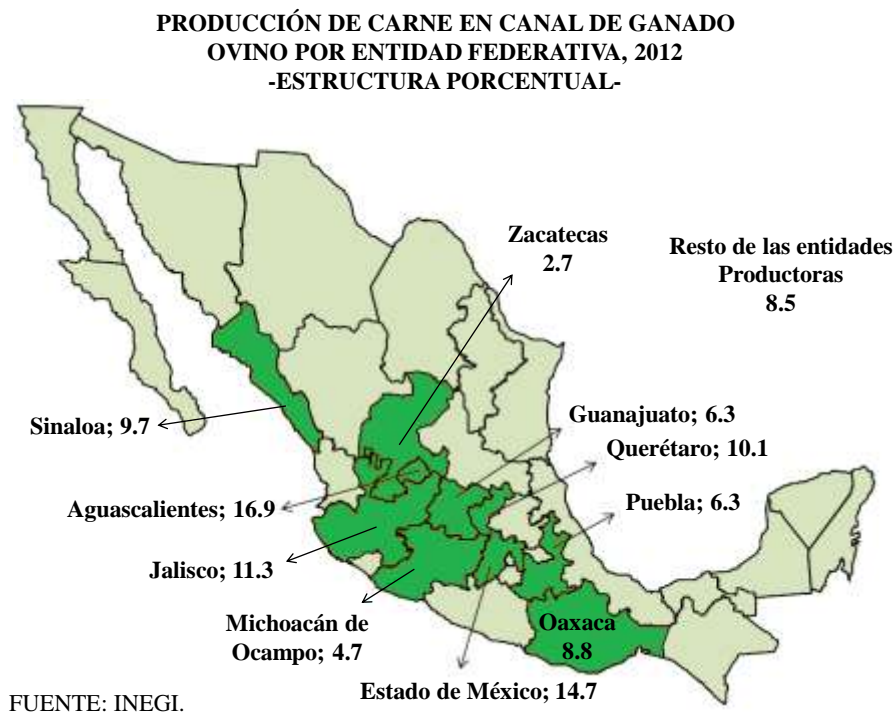 PRODUCCIÓN DE CARNE EN CANAL DE GANADO
OVINO POR ENTIDAD FEDERATIVA, 2012
-ESTRUCTURA PORCENTUAL-
Zacatecas
2.7
Resto de las entidades
Productoras
8.5
Sinaloa; 9.7
Guanajuato; 6.3
Querétaro; 10.1
Aguascalientes; 16.9
Puebla; 6.3
Jalisco; 11.3
Michoacán de
Ocampo; 4.7
Oaxaca
8.8
Estado de México; 14.7
FUENTE: INEGI.